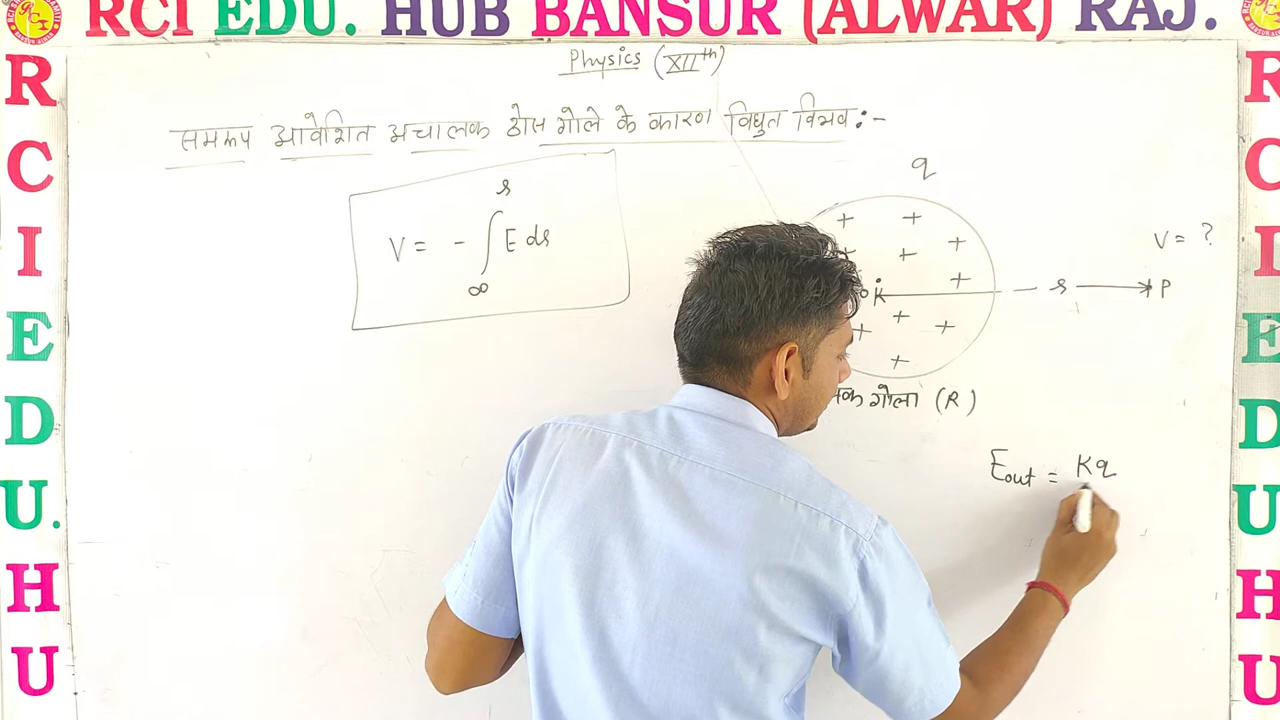 RCI EDU. HUB BANSUR (ALWAR) RAJ.
Physics (XIIth)
समरूप आवेशित अचालक ठोस गोले के कारण विधुत विभव :-
V = - ∫ E dr
r
∞
q
+ + + + + + + + + +
V = ?
r
P
गोला (R)
Eout = Kq
R
C
I
E
D
U.
H
U
R
C
I
E
D
U
H
U